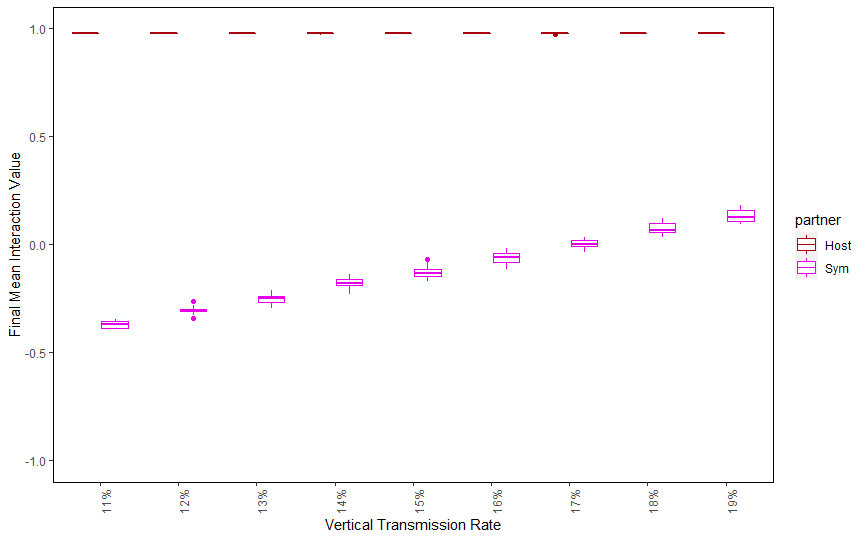 1.0
0.5
0.0
-0.5
-1.0
Final Mean Interaction Value
11%
12%
13%
14%
15%
16%
17%
18%
19%
Vertical Transmission Rate
partner
Host
Sym